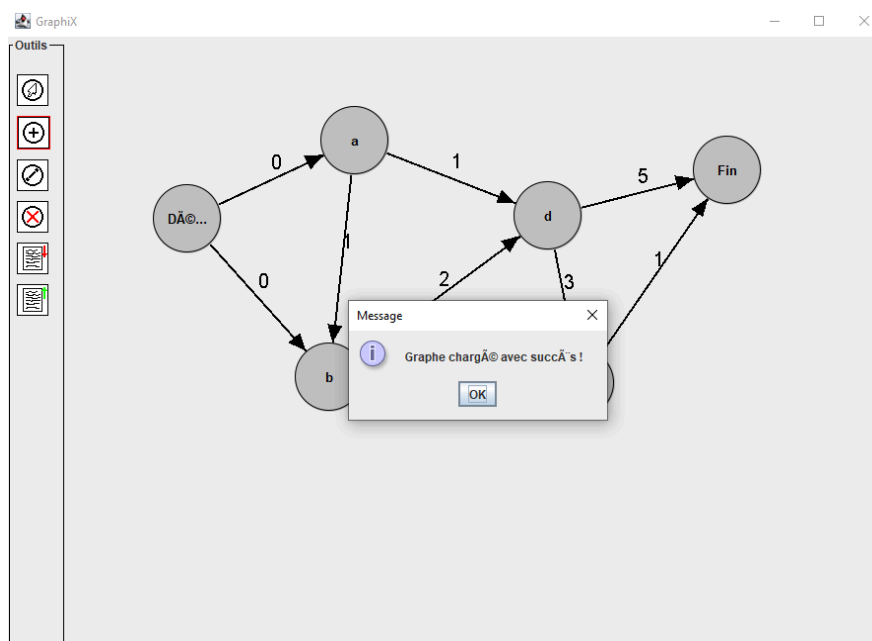 GraphiX
Outils
a
0
1
5
Fin
DÃ©...
d
1
0
2
3
1
Message
Graphe chargÃ© avec succÃ¨s !
b
OK